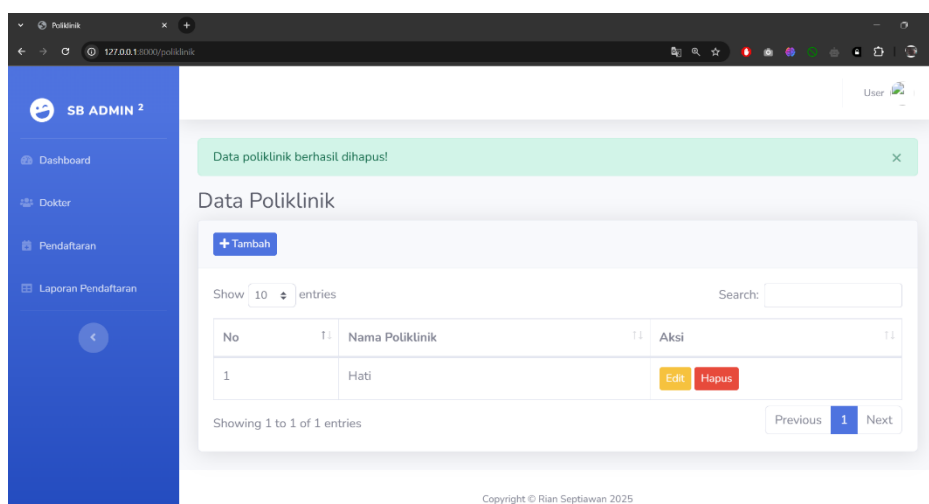 Poliklinik
127.0.0.1:8000/poliklinik
SB ADMIN 2
User
Dashboard
Dokter
Pendaftaran
Laporan Pendaftaran
Data poliklinik berhasil dihapus!
Data Poliklinik
Tambah
Show 10 entries
Search:
No Nama Poliklinik Aksi
1 Hati Edit Hapus
Showing 1 to 1 of 1 entries
Previous 1 Next
Copyright © Rian Septiawan 2025